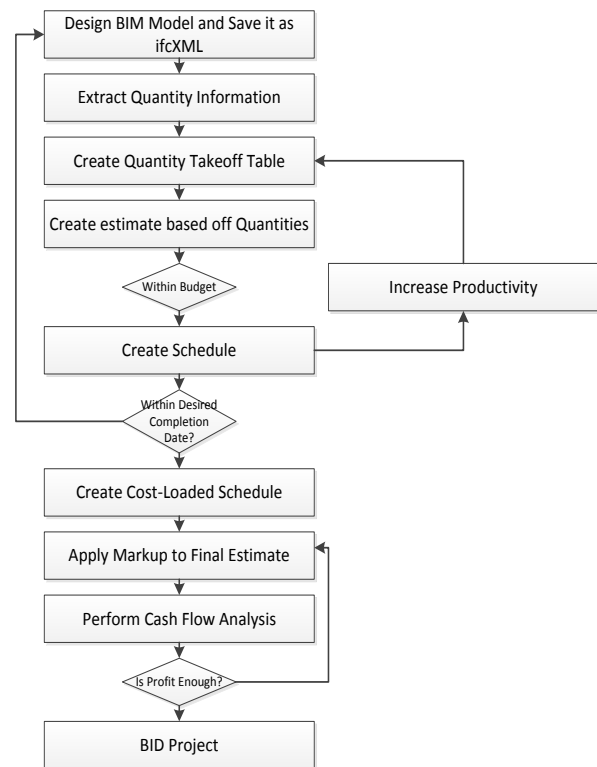 Design BIM Model and Save it as
ifcXML
Extract Quantity Information
Create Quantity Takeoff Table
Create estimate based off Quantities
Within Budget
Increase Productivity
Create Schedule
Within Desired
Completion
Date?
Create Cost-Loaded Schedule
Apply Markup to Final Estimate
Perform Cash Flow Analysis
Is Profit Enough?
BID Project